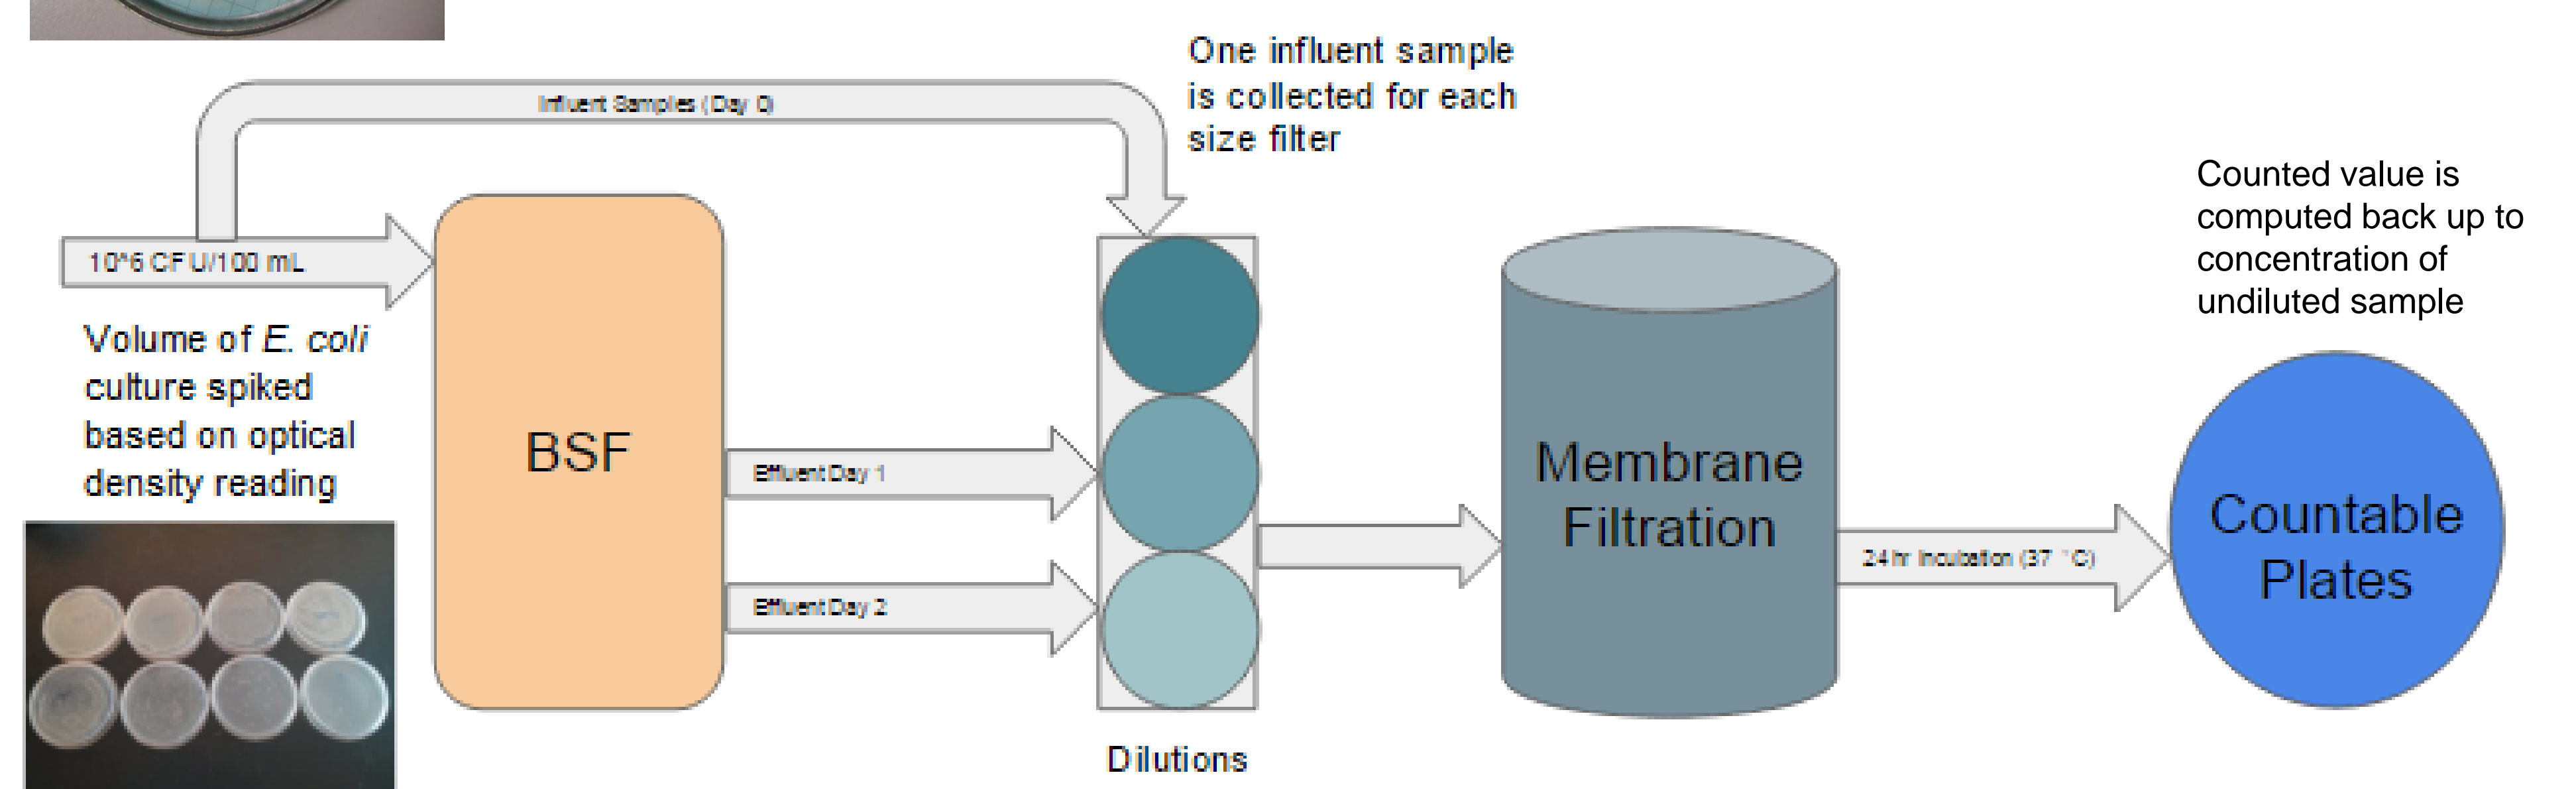 One influent sample
is collected for each
size filter
Influent Samples (Day 0)
10^6 CFU/100 mL
Volume of E. coli
culture spiked
based on optical
density reading
BSF
Effluent Day 1
Effluent Day 2
Dilutions
Membrane
Filtration
24 hr Incubation (37 °C)
Counted value is
computed back up to
concentration of
undiluted sample
Countable
Plates